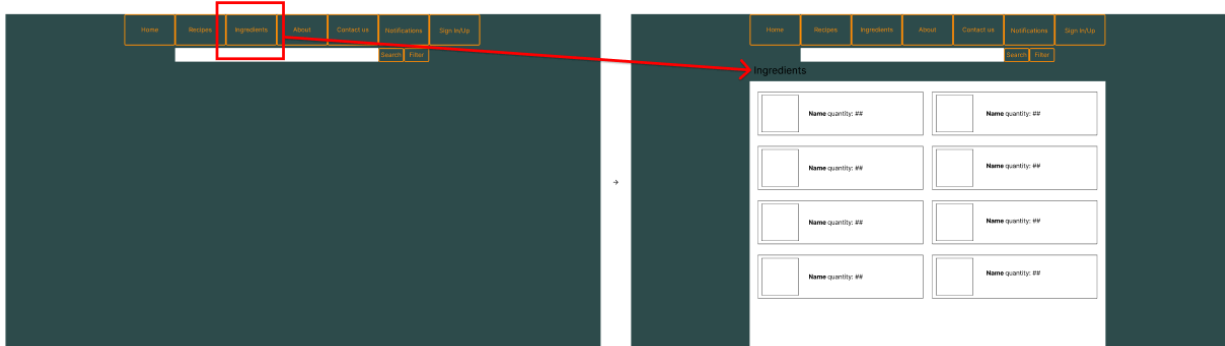 Home Recipes Ingredients About Contact us Notifications Sign In/Up
Search Filter
→
Home Recipes Ingredients About Contact us Notifications Sign In/Up
Search Filter
Ingredients
Name quantity: ## Name quantity: ##
Name quantity: ## Name quantity: ##
Name quantity: ## Name quantity: ##
Name quantity: ## Name quantity: ##